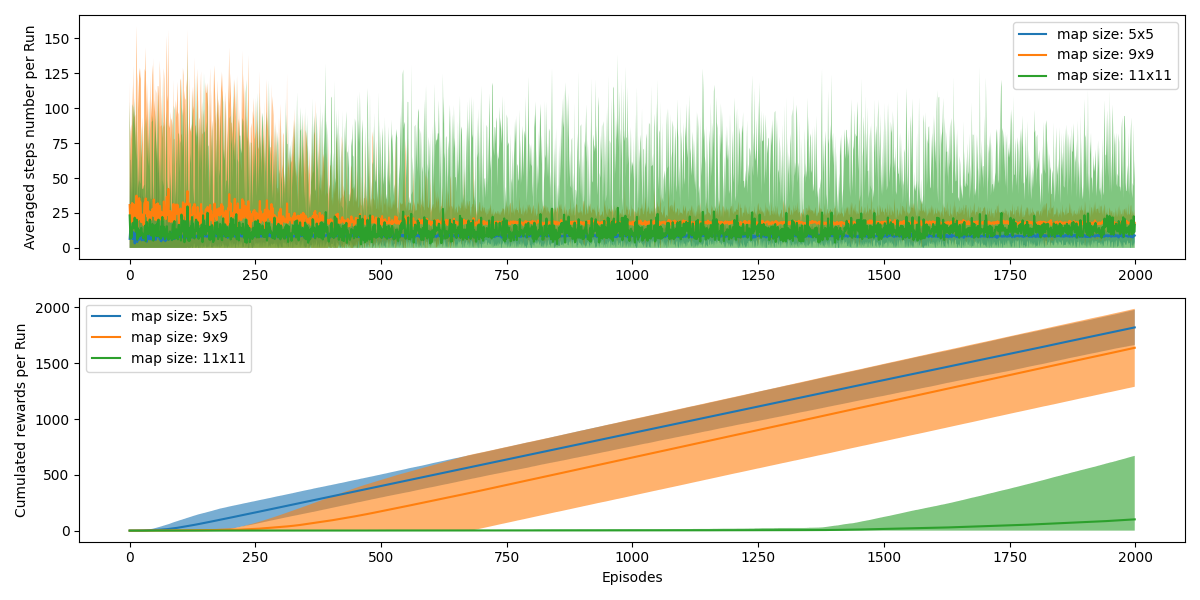 Averaged steps number per Run
150
125
100
75
50
25
0
map size: 5x5
map size: 9x9
map size: 11x11
0 250 500 750 1000 1250 1500 1750 2000
Cumulated rewards per Run
2000
1500
1000
500
0
map size: 5x5
map size: 9x9
map size: 11x11
0 250 500 750 1000 1250 1500 1750 2000
Episodes